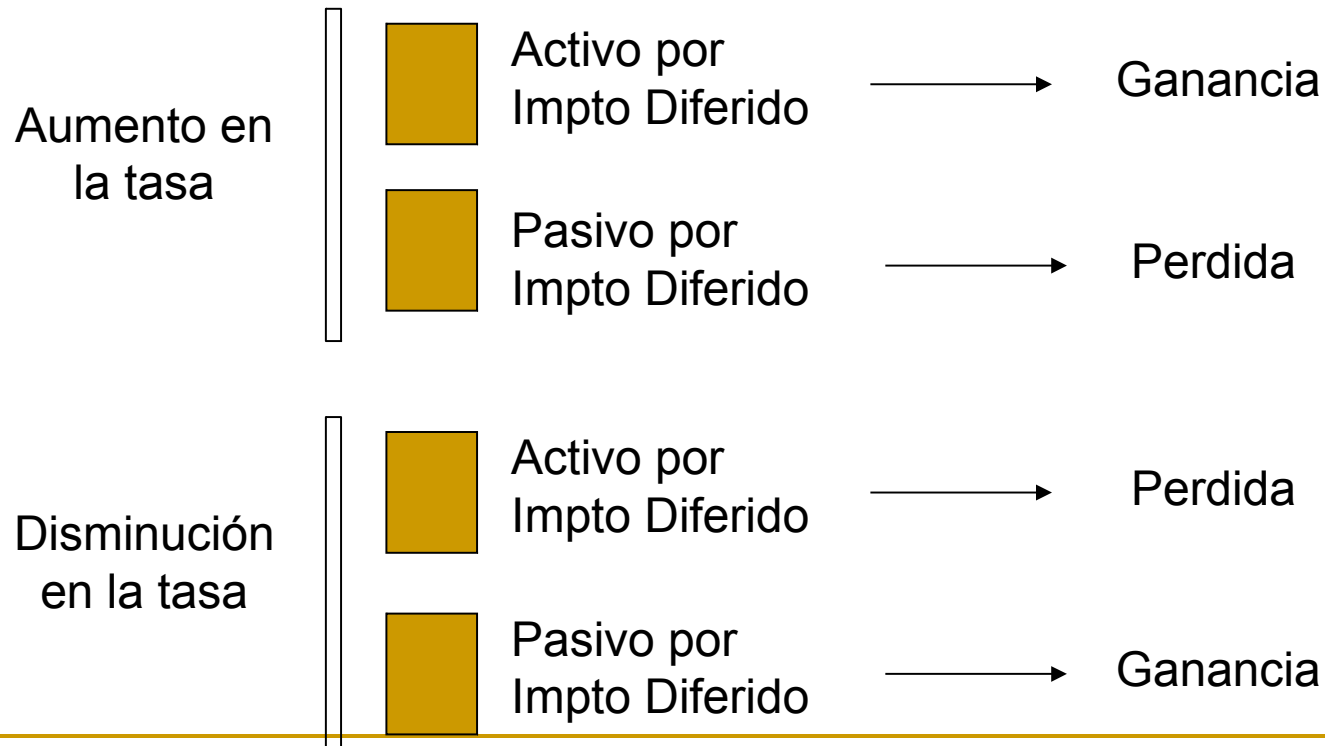 Aumento en
la tasa
Activo por
Impto Diferido
Ganancia
Pasivo por
Impto Diferido
Perdida
Disminución
en la tasa
Activo por
Impto Diferido
Perdida
Pasivo por
Impto Diferido
Ganancia